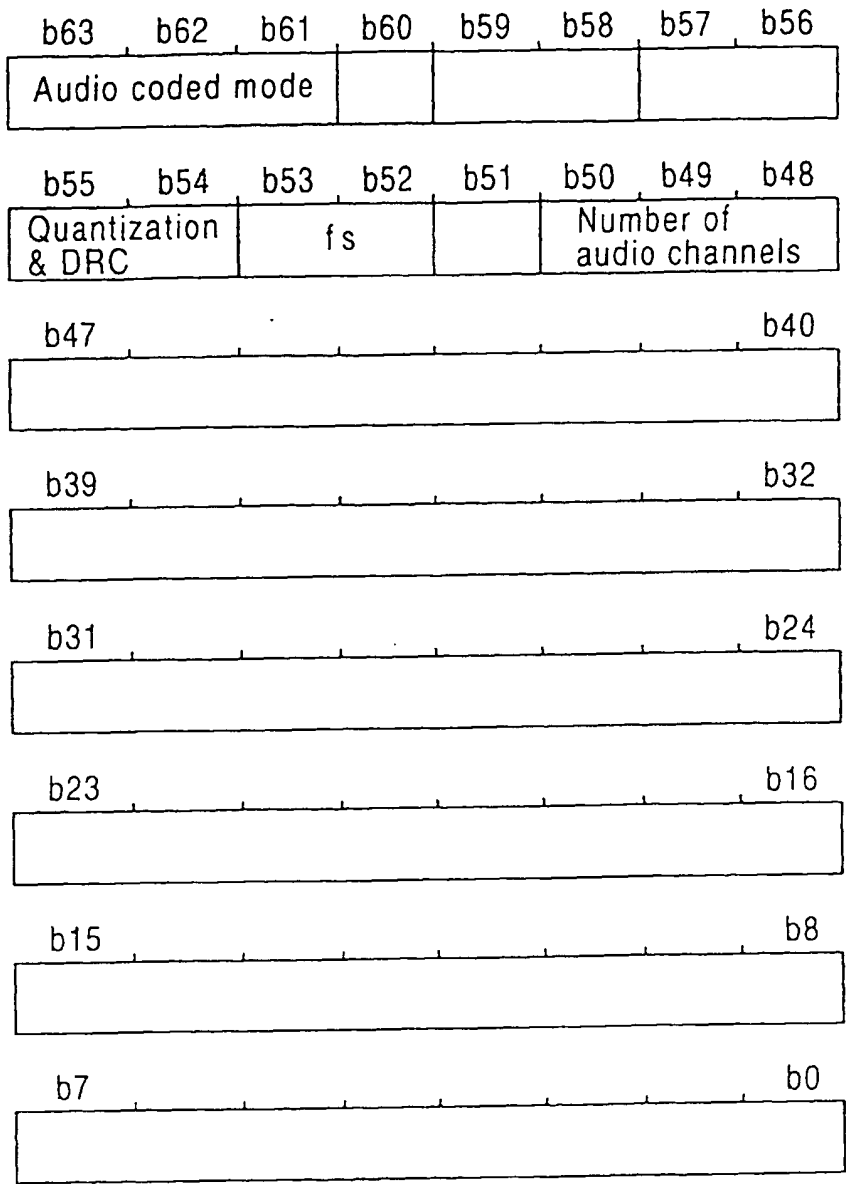 b63 b62 b61 b60 b59 b58 b57 b56
Audio coded mode
b55 b54 b53 b52 b51 b50 b49 b48
Quantization
& DRC
fs
Number of
audio channels
b47 b40
b39 b32
b31 b24
b23 b16
b15 b8
b7 b0